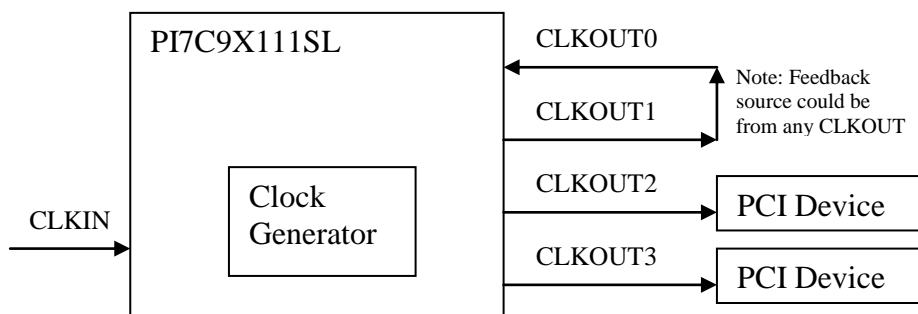 PI7C9X111SL
CLKOUT0
Note: Feedback
source could be
from any CLKOUT
CLKOUT1
Clock
Generator
CLKIN
CLKOUT2
PCI Device
CLKOUT3
PCI Device